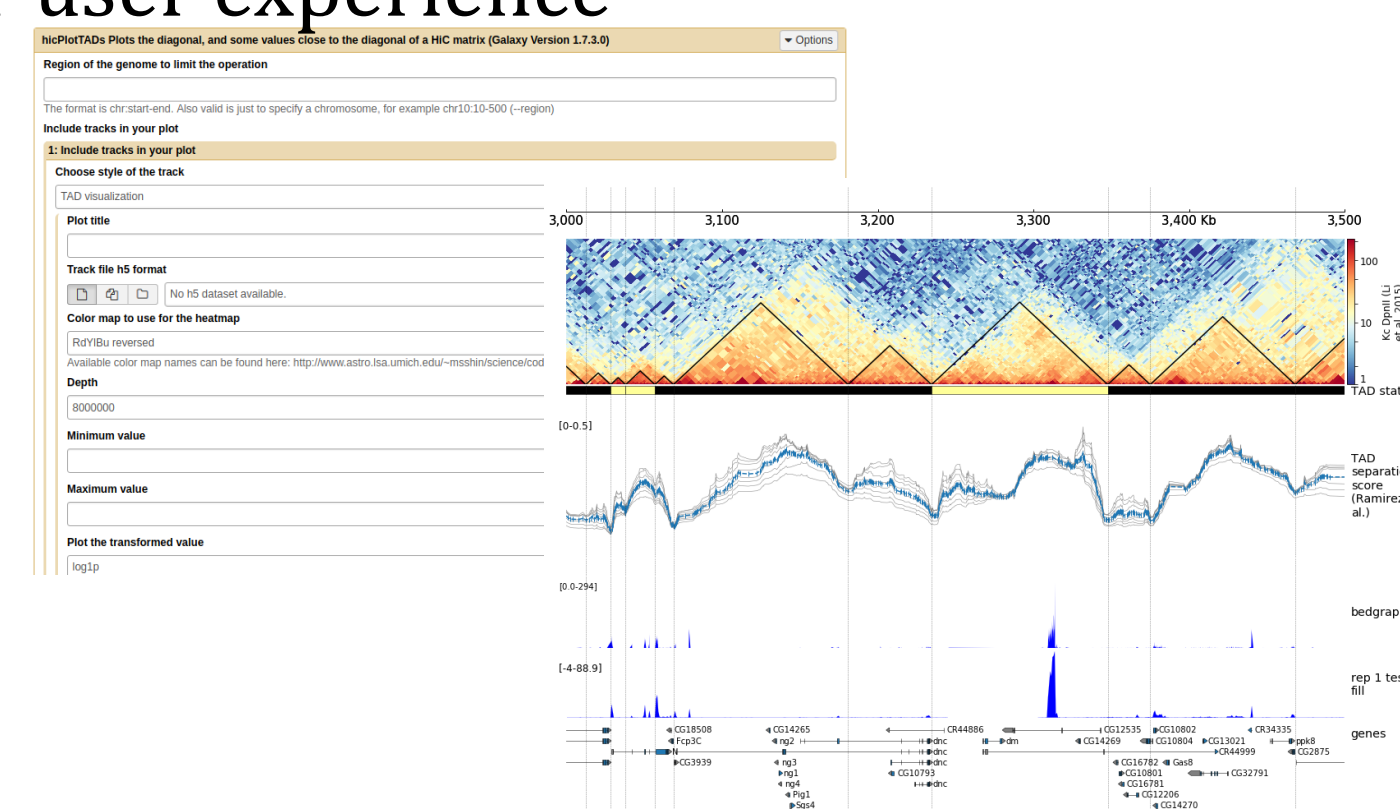 user experience
hicPlotTADs Plots the diagonal, and some values close to the diagonal of a HiC matrix (Galaxy Version 1.7.3.0)
Options
Region of the genome to limit the operation
The format is chr:start-end. Also valid is just to specify a chromosome, for example chr10:10-500 (--region)
Include tracks in your plot
1: Include tracks in your plot
Choose style of the track
TAD visualization
Plot title
Track file h5 format
No h5 dataset available.
Color map to use for the heatmap
RdYlBu reversed
Available color map names can be found here: http://www.astro.lsa.umich.edu/~msshin/science/cod
Depth
8000000
Minimum value
Maximum value
Plot the transformed value
log1p
3,000 3,100 3,200 3,300 3,400 Kb 3,500
100
10
1
Kc DpnII (Li
et al. 2015)
TAD stat
[0-0.5]
TAD
separati
score
(Ramirez
al.)
[0.0-294]
bedgrap
[-4-88.9]
rep 1 tes
fill
genes
CG18508 CG14265 CR44886 CG12535 CG10802 CR34335
Fcp3C ng2 dnc dm CG14269 CG10804 CG13021 ppk8
N dnc CR44999 CG2875
CG3939 ng3 dnc CG16782 Gas8
ng1 CG10793 CG10801 CG32791
ng4 dnc CG16781
Pig1 CG12206
Sgs4 CG14270